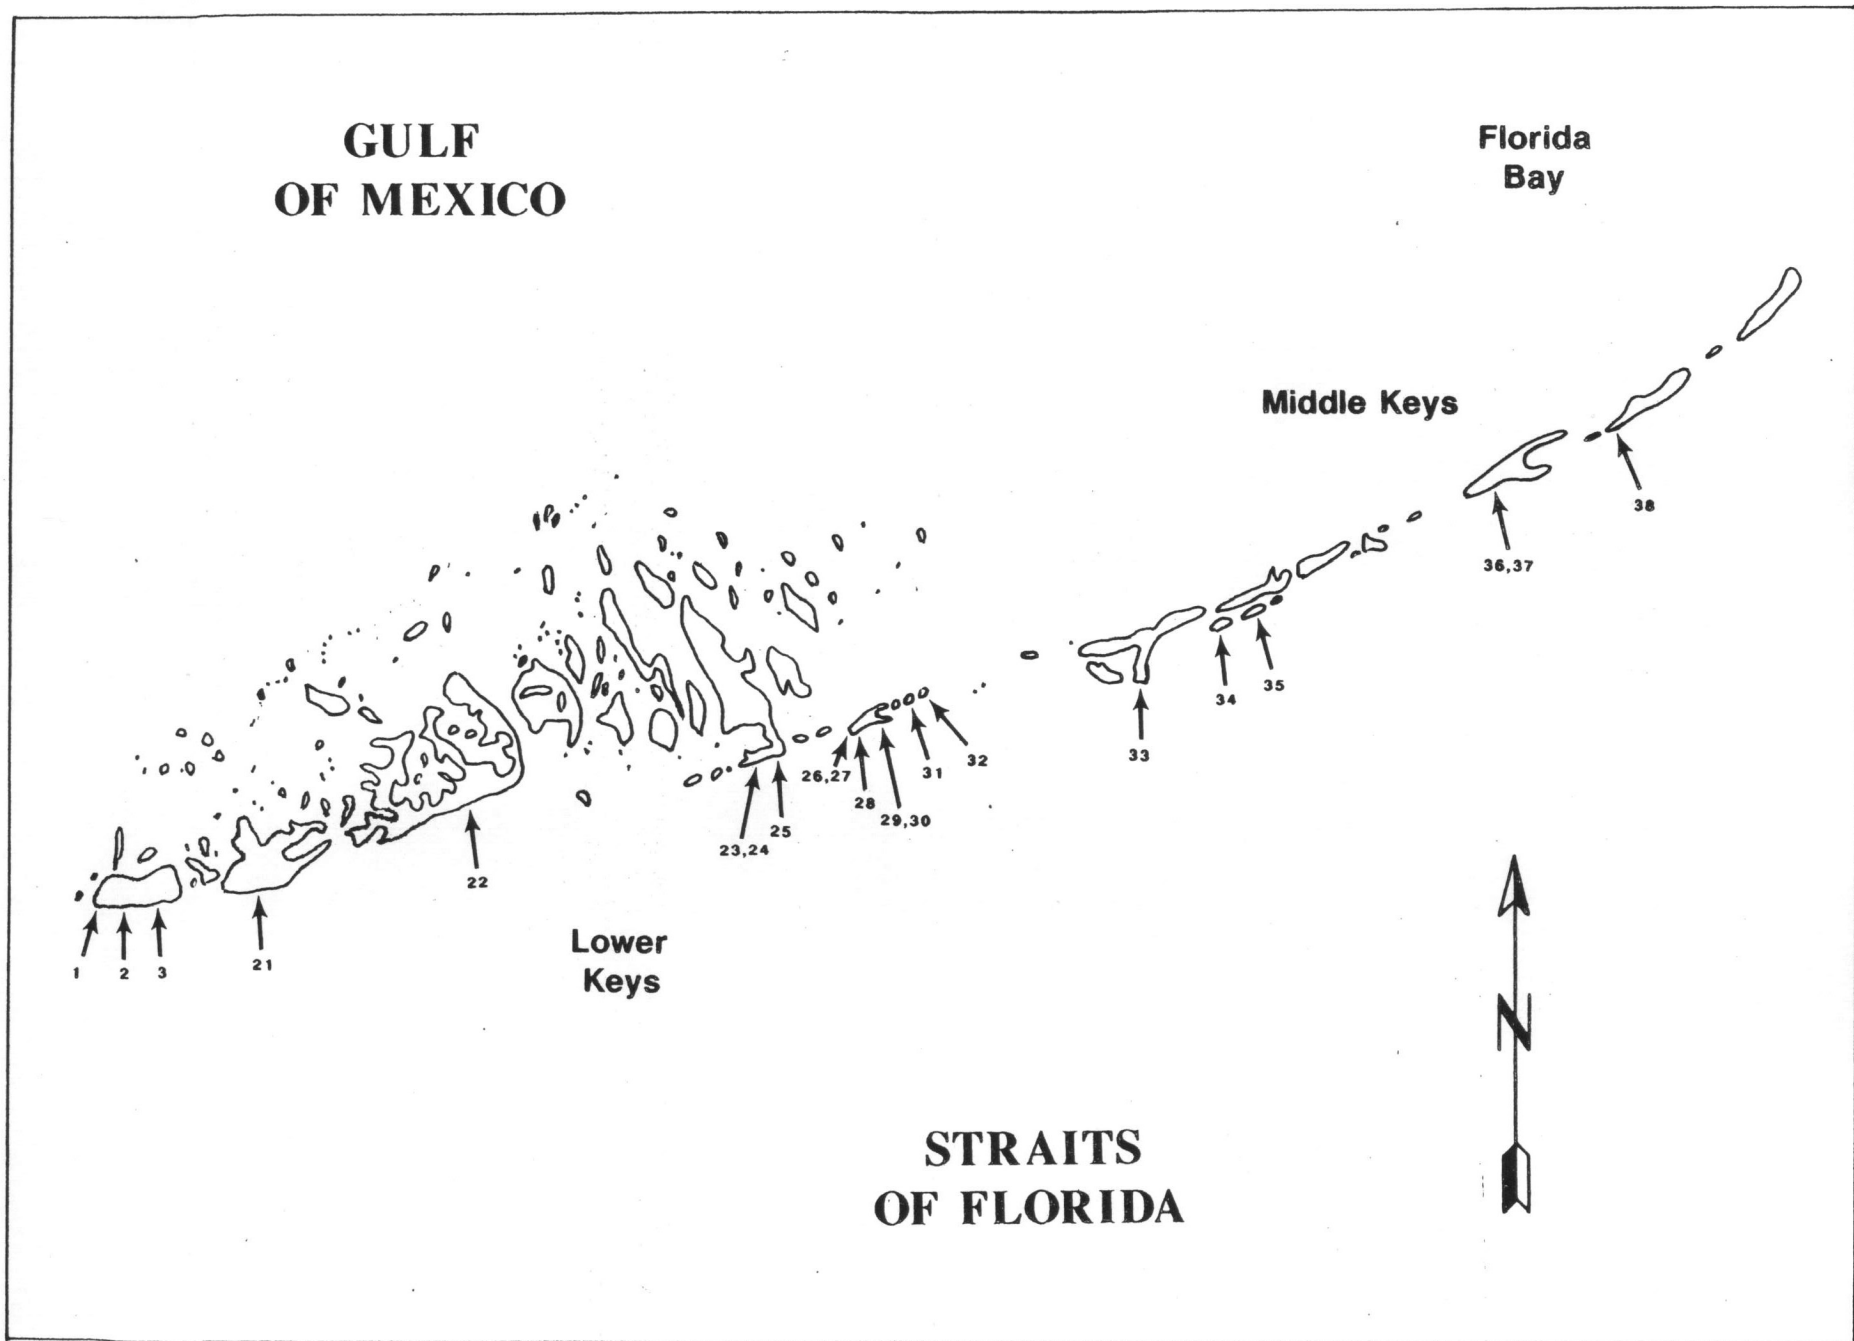 GULF
OF MEXICO
Florida
Bay
Middle Keys
38
36,37
35
34
33
32
31
26,27
28
29,30
25
23,24
22
21
1
2
3
Lower
Keys
N
STRAITS
OF FLORIDA